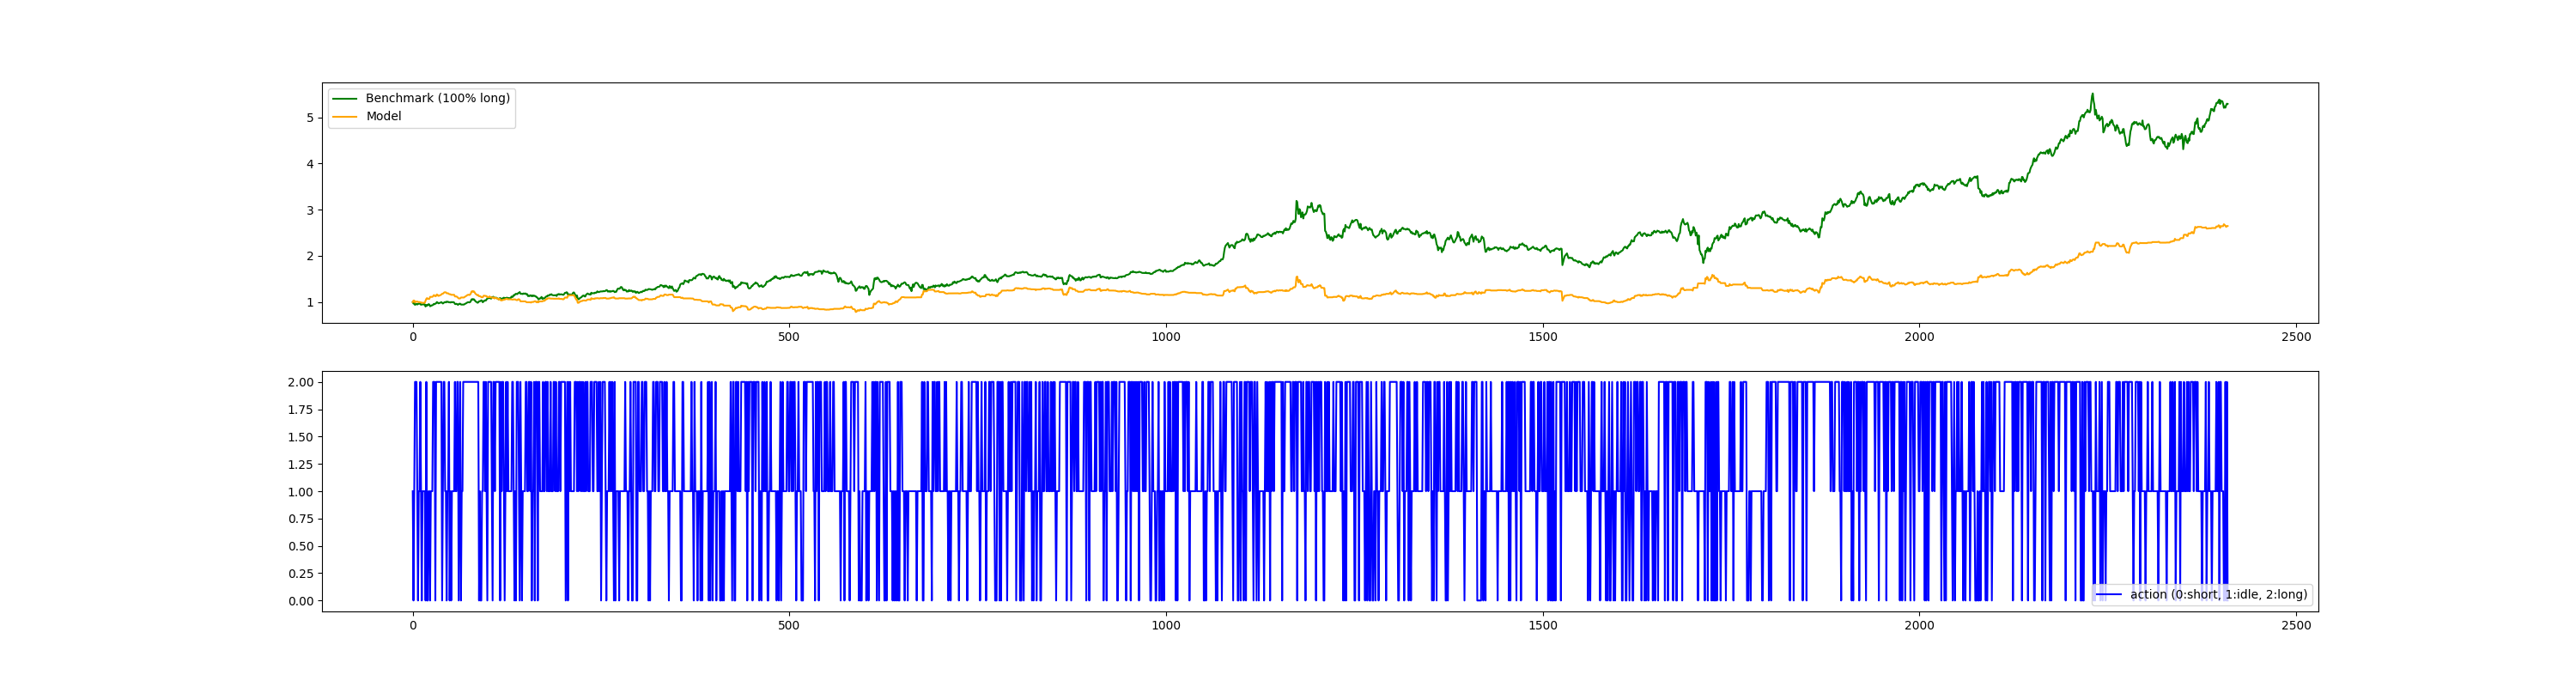 Benchmark (100% long)
Model
5
4
3
2
1
0 500 1000 1500 2000 2500
2.00
1.75
1.50
1.25
1.00
0.75
0.50
0.25
0.00
action (0:short, 1:idle, 2:long)
0 500 1000 1500 2000 2500